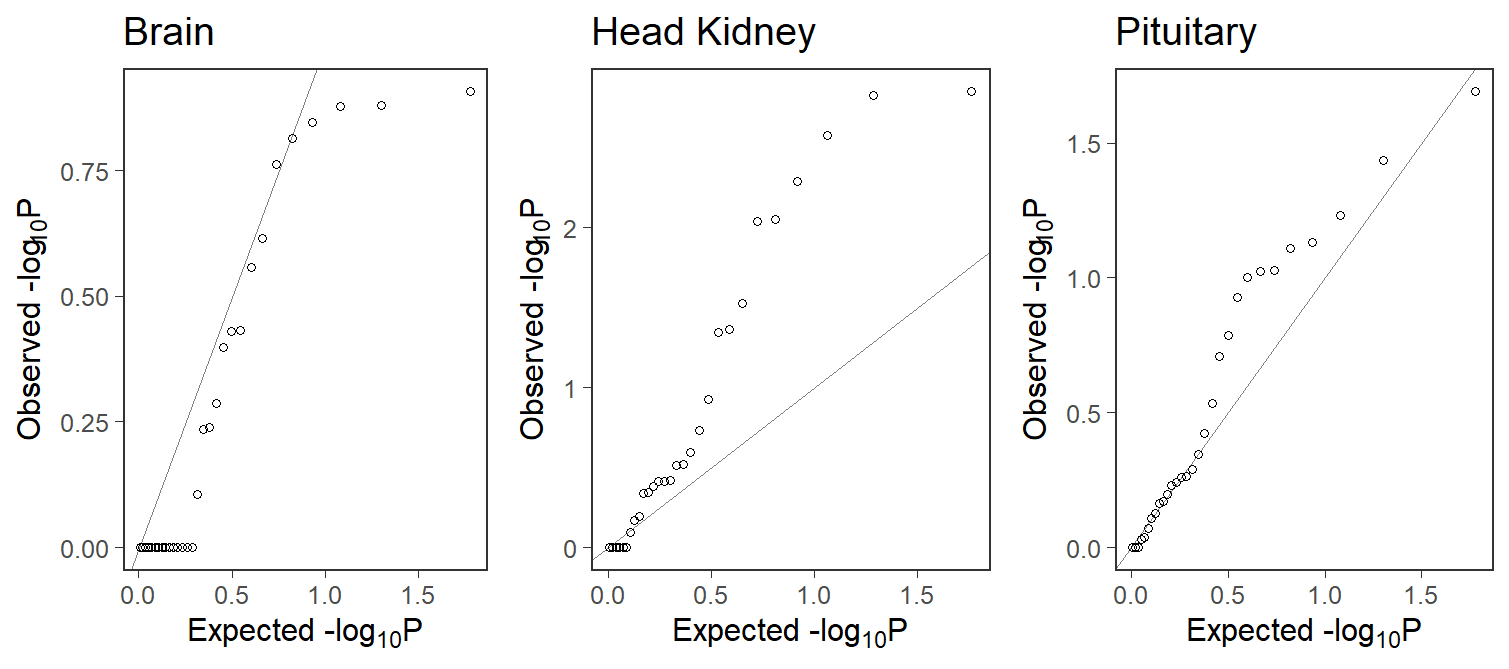 Brain
Observed -log10P
0.75
0.50
0.25
0.00
0.0 0.5 1.0 1.5
Expected -log10P
Head Kidney
Observed -log10P
2
1
0
0.0 0.5 1.0 1.5
Expected -log10P
Pituitary
Observed -log10P
1.5
1.0
0.5
0.0
0.0 0.5 1.0 1.5
Expected -log10P